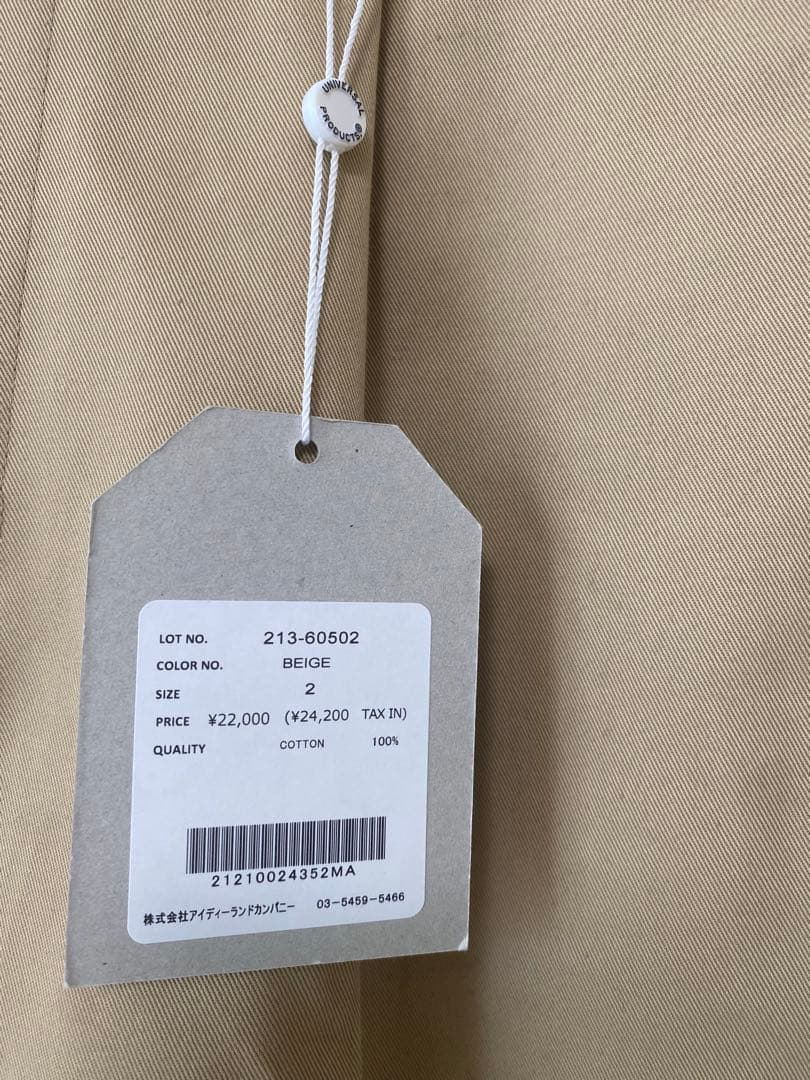 UNIVERSAL
PRODUCTS.®
LOT NO. 213-60502
COLOR NO. BEIGE
SIZE 2
PRICE ¥22,000 (¥24,200 TAX IN)
QUALITY COTTON 100%
21210024352MA
株式会社アイディーランドカンパニー 03-5459-5466